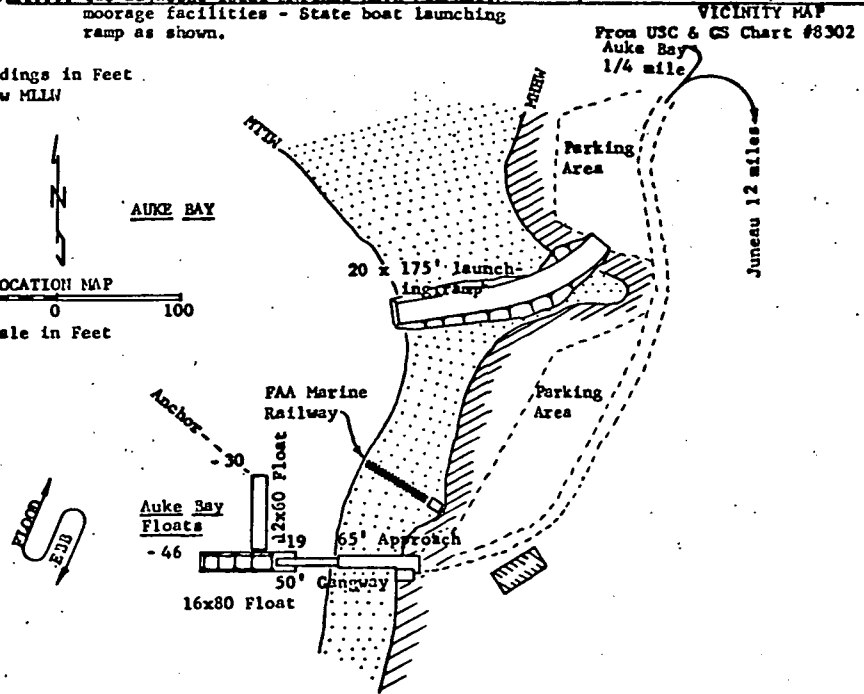 moorage facilities - State boat launching
ramp as shown.
VICINITY MAP
From USC & GS Chart #8302
Auke Bay
1/4 mile
dings in Feet
w MLLW
MHHW
Parking
Area
N
AUKE BAY
Juneau 12 miles
20 x 175' launch-
ing ramp
OCATION MAP
0 100
ale in Feet
FAA Marine
Railway
Parking
Area
Anchor
- 30
12x60 Float
FLOOD
EBB
Auke Bay
Floats
- 46
19
65' Approach
50' Gangway
16x80 Float